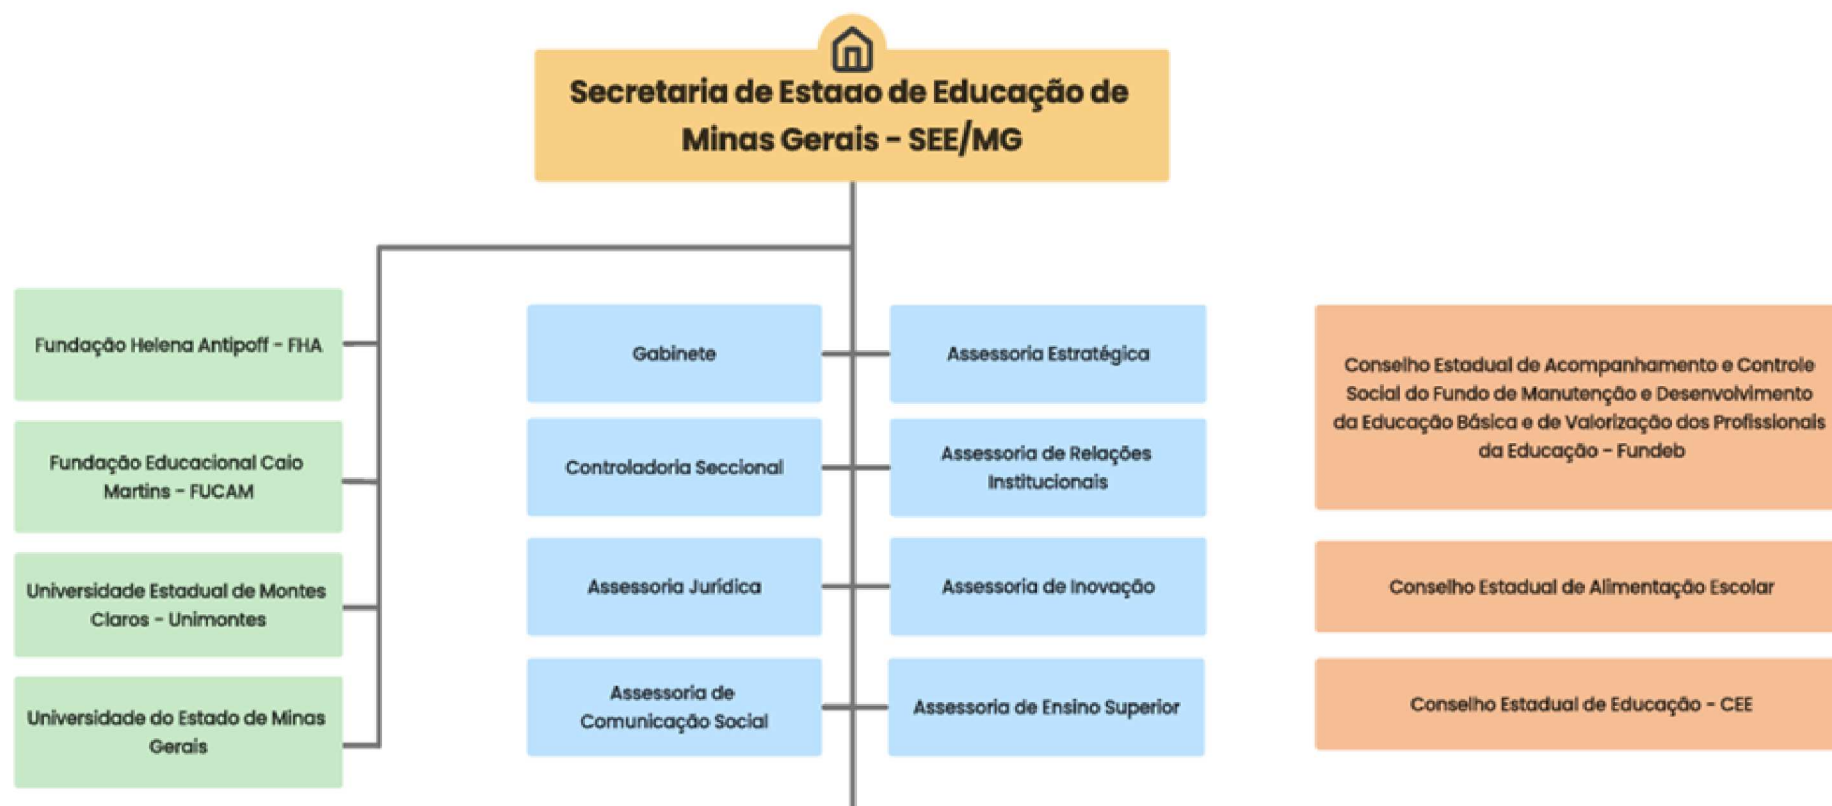 Secretaria de Estado de Educação de
Minas Gerais - SEE/MG
Fundação Helena Antipoff - FHA
Fundação Educacional Caio
Martins - FUCAM
Universidade Estadual de Montes
Claros - Unimontes
Universidade do Estado de Minas
Gerais
Gabinete
Controladoria Seccional
Assessoria Jurídica
Assessoria de
Comunicação Social
Assessoria Estratégica
Assessoria de Relações
Institucionais
Assessoria de Inovação
Assessoria de Ensino Superior
Conselho Estadual de Acompanhamento e Controle
Social do Fundo de Manutenção e Desenvolvimento
da Educação Básica e de Valorização dos Profissionais
da Educação - Fundeb
Conselho Estadual de Alimentação Escolar
Conselho Estadual de Educação - CEE